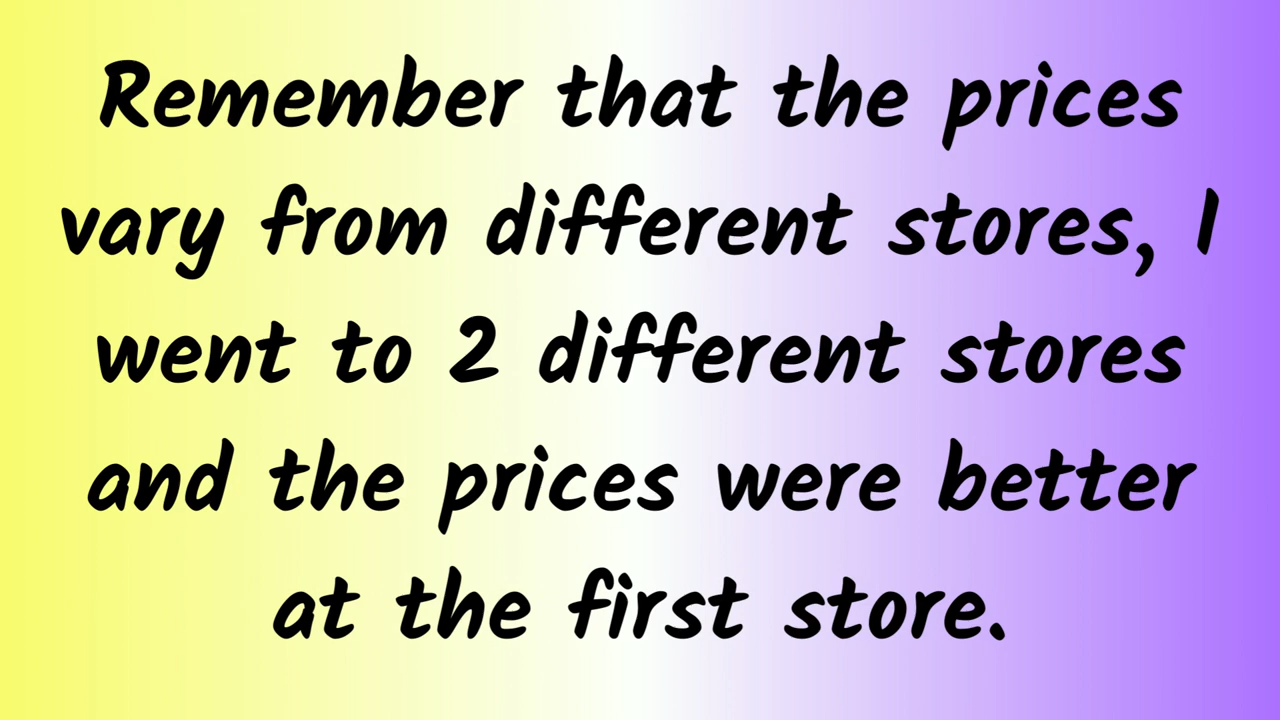 Remember that the prices
vary from different stores, I
went to 2 different stores
and the prices were better
at the first store.